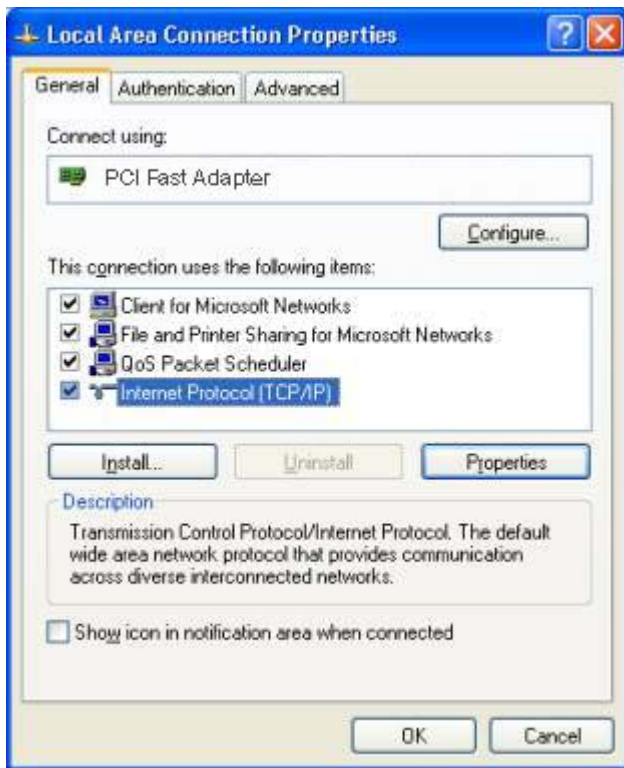 Local Area Connection Properties
General Authentication Advanced
Connect using:
PCI Fast Adapter
Configure...
This connection uses the following items:
Client for Microsoft Networks
File and Printer Sharing for Microsoft Networks
QoS Packet Scheduler
Internet Protocol (TCP/IP)
Install... Uninstall Properties
Description
Transmission Control Protocol/Internet Protocol. The default
wide area network protocol that provides communication
across diverse interconnected networks.
Show icon in notification area when connected
OK Cancel